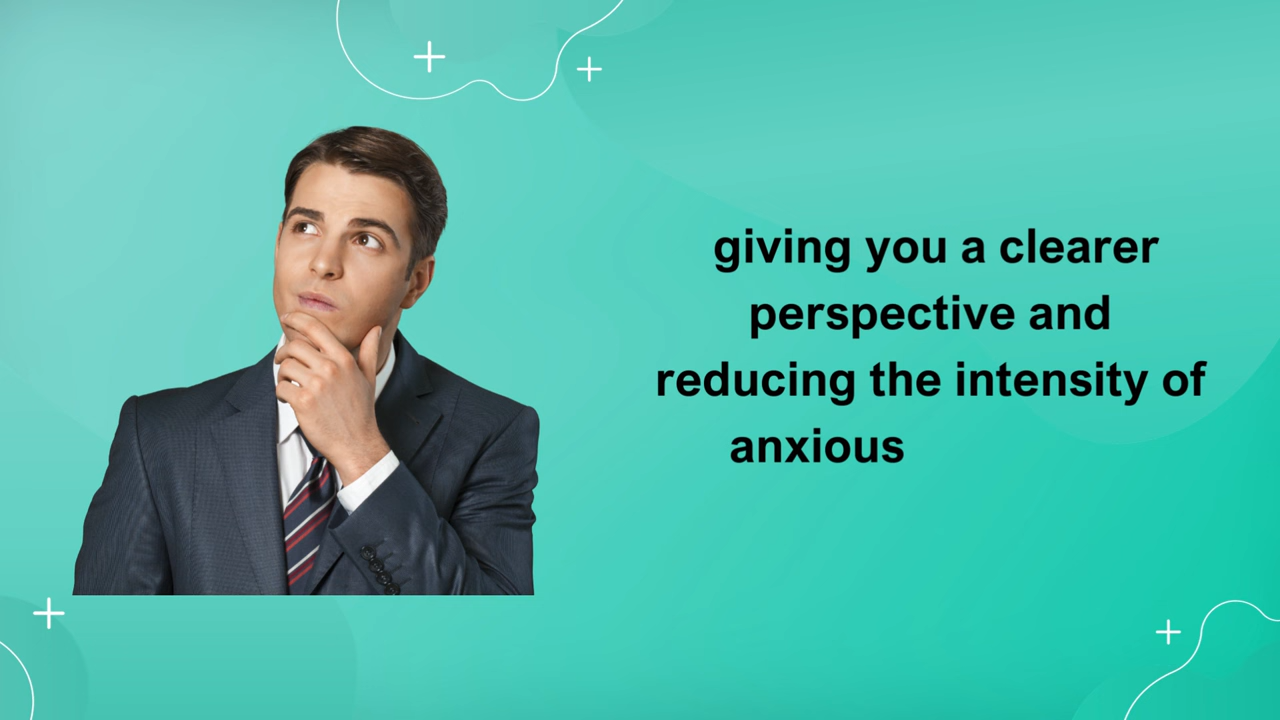 giving you a clearer
perspective and
reducing the intensity of
anxious